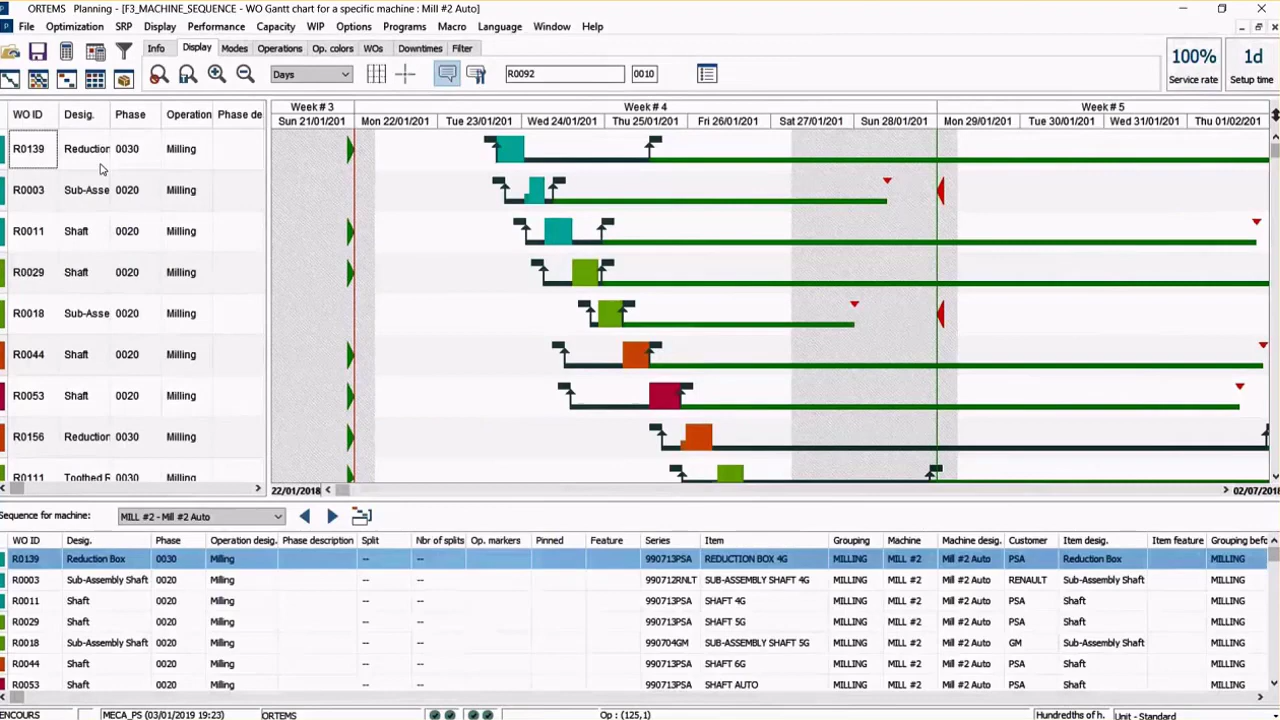 ORTEMS Planning - [F3_MACHINE_SEQUENCE - WO Gantt chart for a specific machine : Mill #2 Auto]
File Optimization SRP Display Performance Capacity WIP Options Programs Macro Language Window Help
Info Display Modes Operations Op. colors WOs Downtimes Filter
Days R0092 0010
100% Service rate
1d Setup time
WO ID Desig. Phase Operation Phase de
Week # 3 Week # 4 Week # 5
Sun 21/01/201 Mon 22/01/201 Tue 23/01/201 Wed 24/01/201 Thu 25/01/201 Fri 26/01/201 Sat 27/01/201 Sun 28/01/201 Mon 29/01/201 Tue 30/01/201 Wed 31/01/201 Thu 01/02/201
R0139 Reduction 0030 Milling
R0003 Sub-Asse 0020 Milling
R0011 Shaft 0020 Milling
R0029 Shaft 0020 Milling
R0018 Sub-Asse 0020 Milling
R0044 Shaft 0020 Milling
R0053 Shaft 0020 Milling
R0156 Reduction 0030 Milling
R0111 Toothed F 0030 Milling
22/01/2018 02/07/201
Sequence for machine: MILL #2 - Mill #2 Auto
WO ID Desig. Phase Operation desig. Phase description Split Nbr of splits Op. markers Pinned Feature Series Item Grouping Machine Machine desig. Customer Item desig. Item feature Grouping befo
R0139 Reduction Box 0030 Milling -- -- 990713PSA REDUCTION BOX 4G MILLING MILL #2 Mill #2 Auto PSA Reduction Box MILLING
R0003 Sub-Assembly Shaft 0020 Milling -- -- 990712RNLT SUB-ASSEMBLY SHAFT 4G MILLING MILL #2 Mill #2 Auto RENAULT Sub-Assembly Shaft MILLING
R0011 Shaft 0020 Milling -- -- 990713PSA SHAFT 4G MILLING MILL #2 Mill #2 Auto PSA Shaft MILLING
R0029 Shaft 0020 Milling -- -- 990713PSA SHAFT 5G MILLING MILL #2 Mill #2 Auto PSA Shaft MILLING
R0018 Sub-Assembly Shaft 0020 Milling -- -- 990704GM SUB-ASSEMBLY SHAFT 5G MILLING MILL #2 Mill #2 Auto GM Sub-Assembly Shaft MILLING
R0044 Shaft 0020 Milling -- -- 990713PSA SHAFT 6G MILLING MILL #2 Mill #2 Auto PSA Shaft MILLING
R0053 Shaft 0020 Milling -- -- 990713PSA SHAFT AUTO MILLING MILL #2 Mill #2 Auto PSA Shaft MILLING
ENCOURS MECA_PS (03/01/2019 19:23) ORTEMS Op : (125,1) Hundredths of h. Unit - Standard